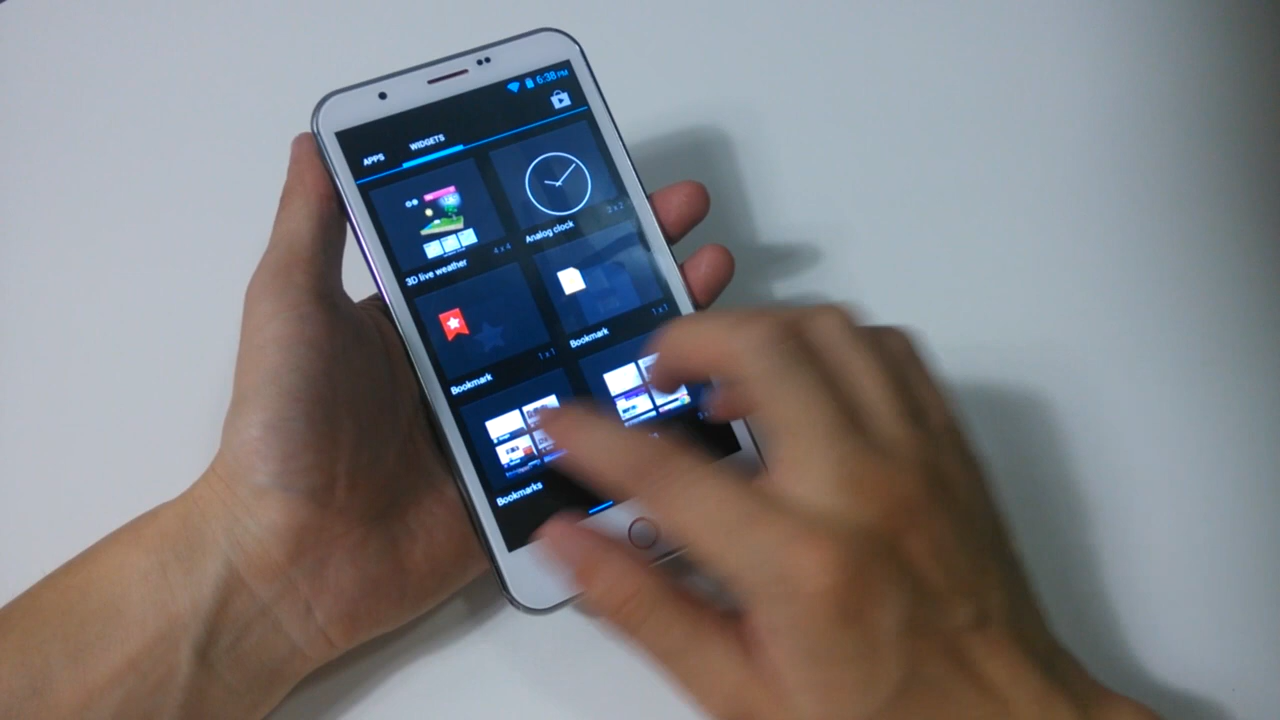 6:38 PM
APPS
WIDGETS
3D live weather
4 x 4
Analog clock
2 x 2
Bookmark
1 x 1
Bookmark
1 x 1
Bookmarks